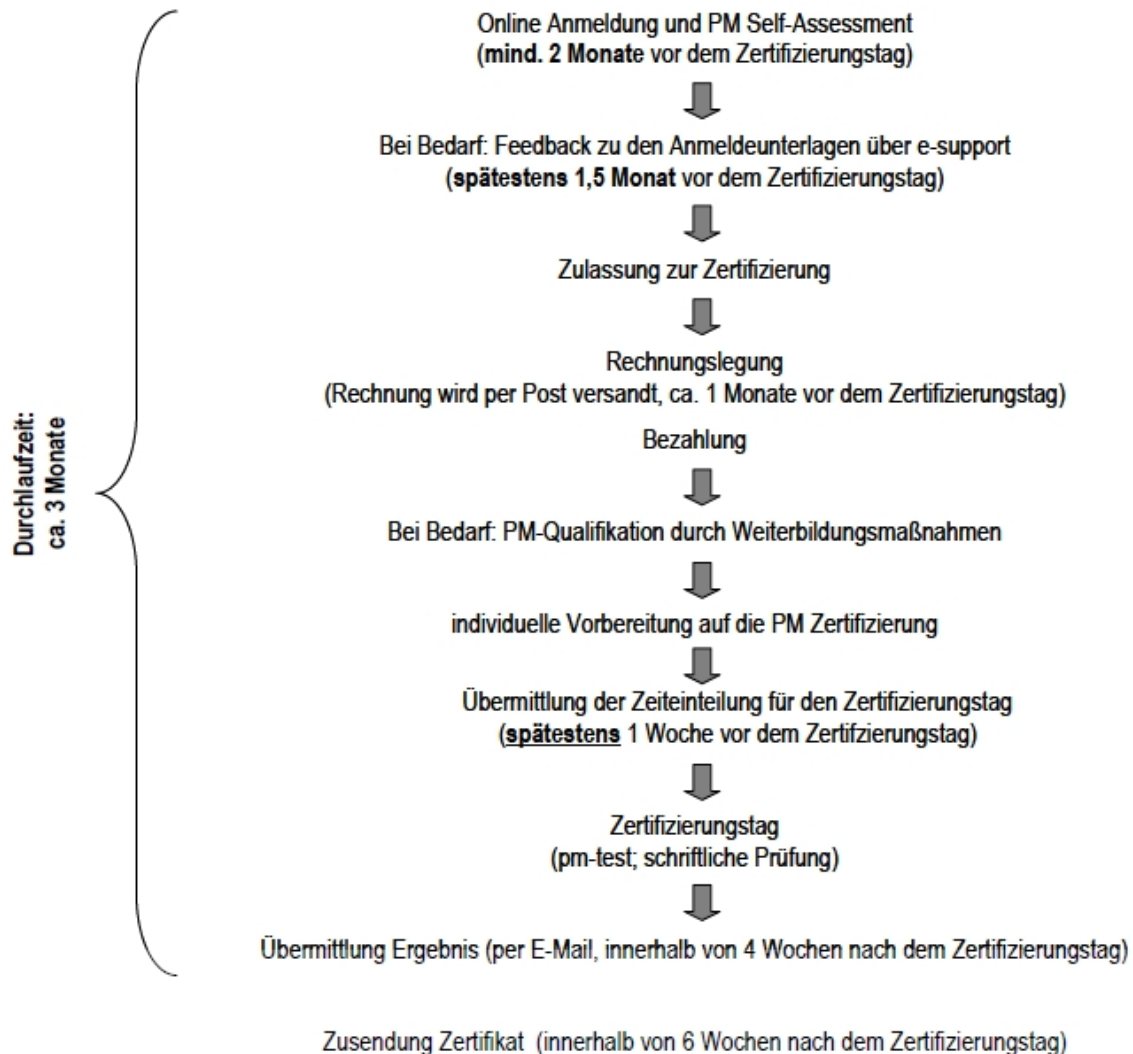 Online Anmeldung und PM Self-Assessment
(mind. 2 Monate vor dem Zertifizierungstag)
Bei Bedarf: Feedback zu den Anmeldeunterlagen über e-support
(spätestens 1,5 Monat vor dem Zertifizierungstag)
Zulassung zur Zertifizierung
Rechnungslegung
(Rechnung wird per Post versandt, ca. 1 Monate vor dem Zertifizierungstag)
Bezahlung
Durchlaufzeit:
ca. 3 Monate
Bei Bedarf: PM-Qualifikation durch Weiterbildungsmaßnahmen
individuelle Vorbereitung auf die PM Zertifizierung
Übermittlung der Zeiteinteilung für den Zertifizierungstag
(spätestens 1 Woche vor dem Zertifzierungstag)
Zertifizierungstag
(pm-test; schriftliche Prüfung)
Übermittlung Ergebnis (per E-Mail, innerhalb von 4 Wochen nach dem Zertifizierungstag)
Zusendung Zertifikat (innerhalb von 6 Wochen nach dem Zertifizierungstag)